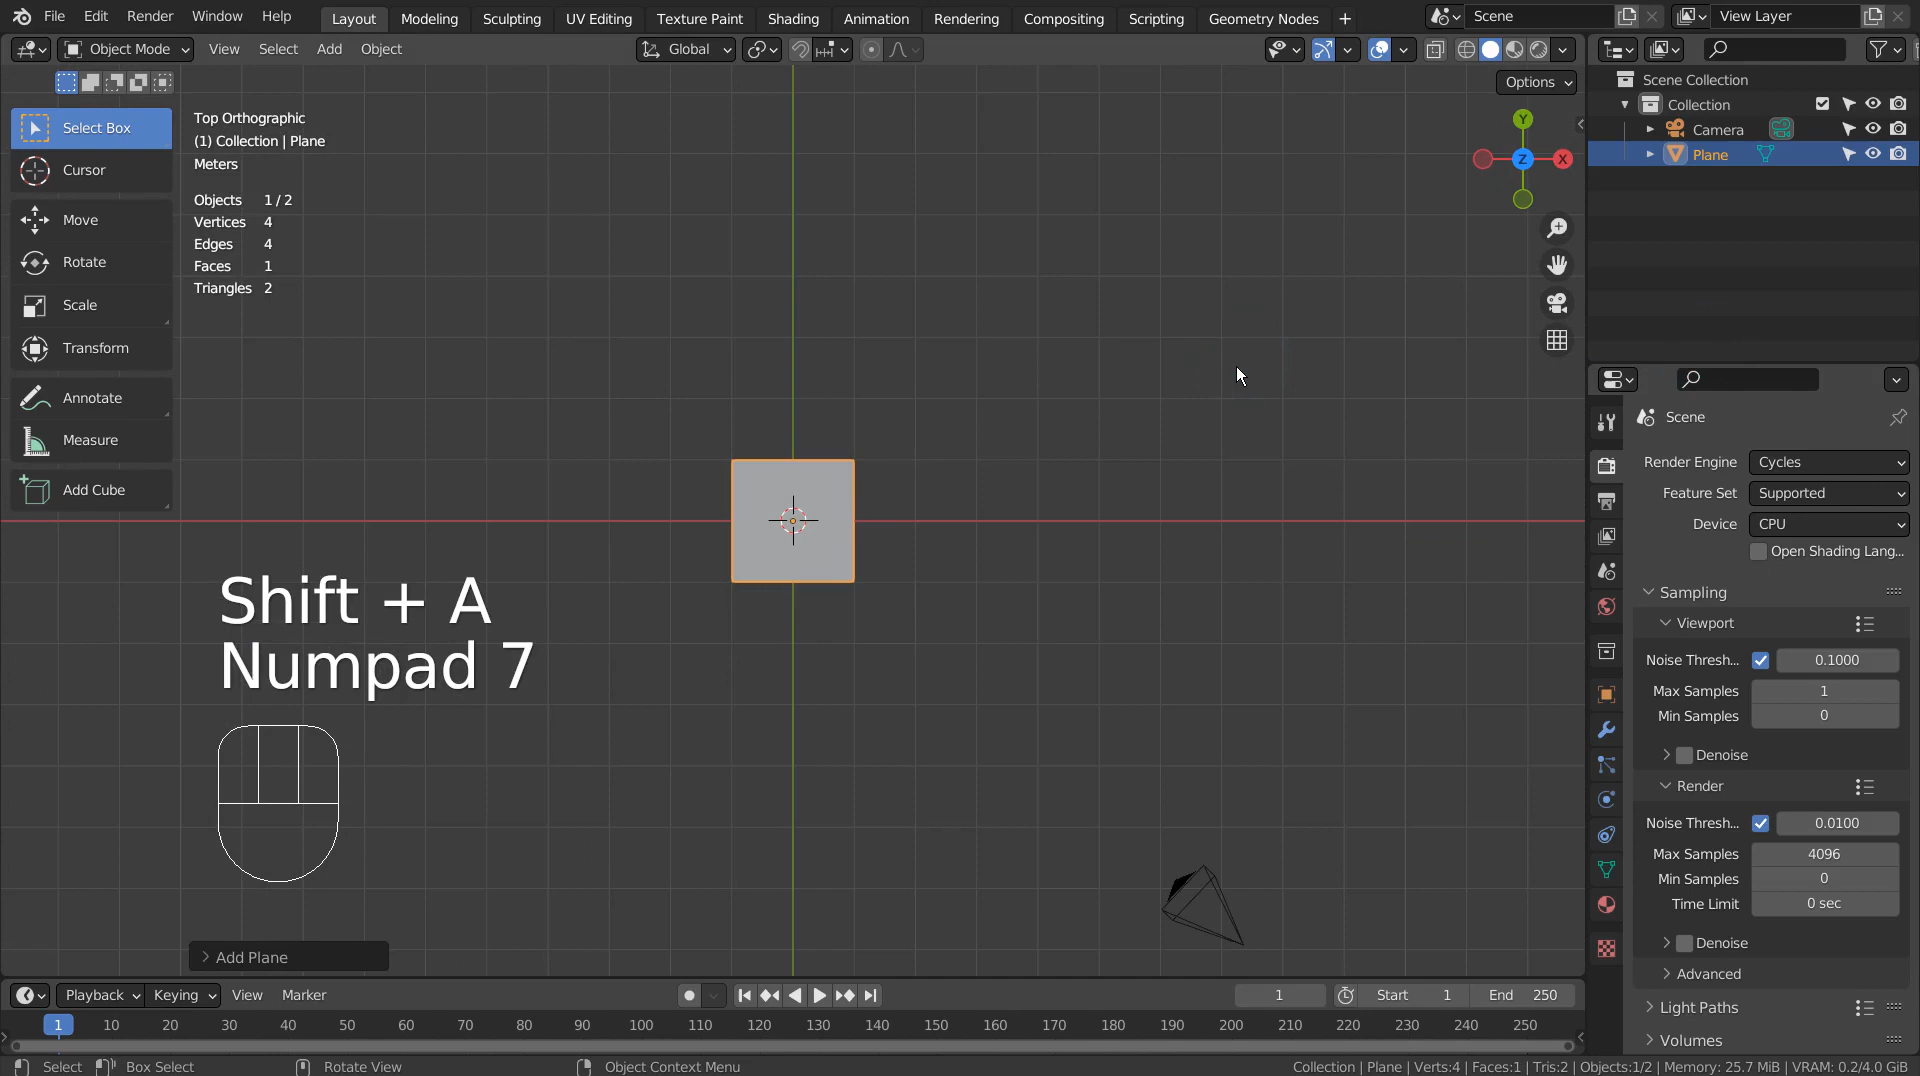 File Edit Render Window Help Layout Modeling Sculpting UV Editing Texture Paint Shading Animation Rendering Compositing Scripting Geometry Nodes + Scene View Layer
Object Mode View Select Add Object Global
Options
Select Box
Cursor
Move
Rotate
Scale
Transform
Annotate
Measure
Add Cube
Top Orthographic
(1) Collection | Plane
Meters
Objects 1 / 2
Vertices 4
Edges 4
Faces 1
Triangles 2
Y
Z X
Shift + A
Numpad 7
Add Plane
Scene Collection
Collection
Camera
Plane
Scene
Render Engine Cycles
Feature Set Supported
Device CPU
Open Shading Lang...
Sampling
Viewport
Noise Thresh... 0.1000
Max Samples 1
Min Samples 0
Denoise
Render
Noise Thresh... 0.0100
Max Samples 4096
Min Samples 0
Time Limit 0 sec
Denoise
Advanced
Light Paths
Volumes
Playback Keying View Marker 1 Start 1 End 250
1 10 20 30 40 50 60 70 80 90 100 110 120 130 140 150 160 170 180 190 200 210 220 230 240 250
Select Box Select Rotate View Object Context Menu Collection | Plane | Verts:4 | Faces:1 | Tris:2 | Objects:1/2 | Memory: 25.7 MiB | VRAM: 0.2/4.0 GiB